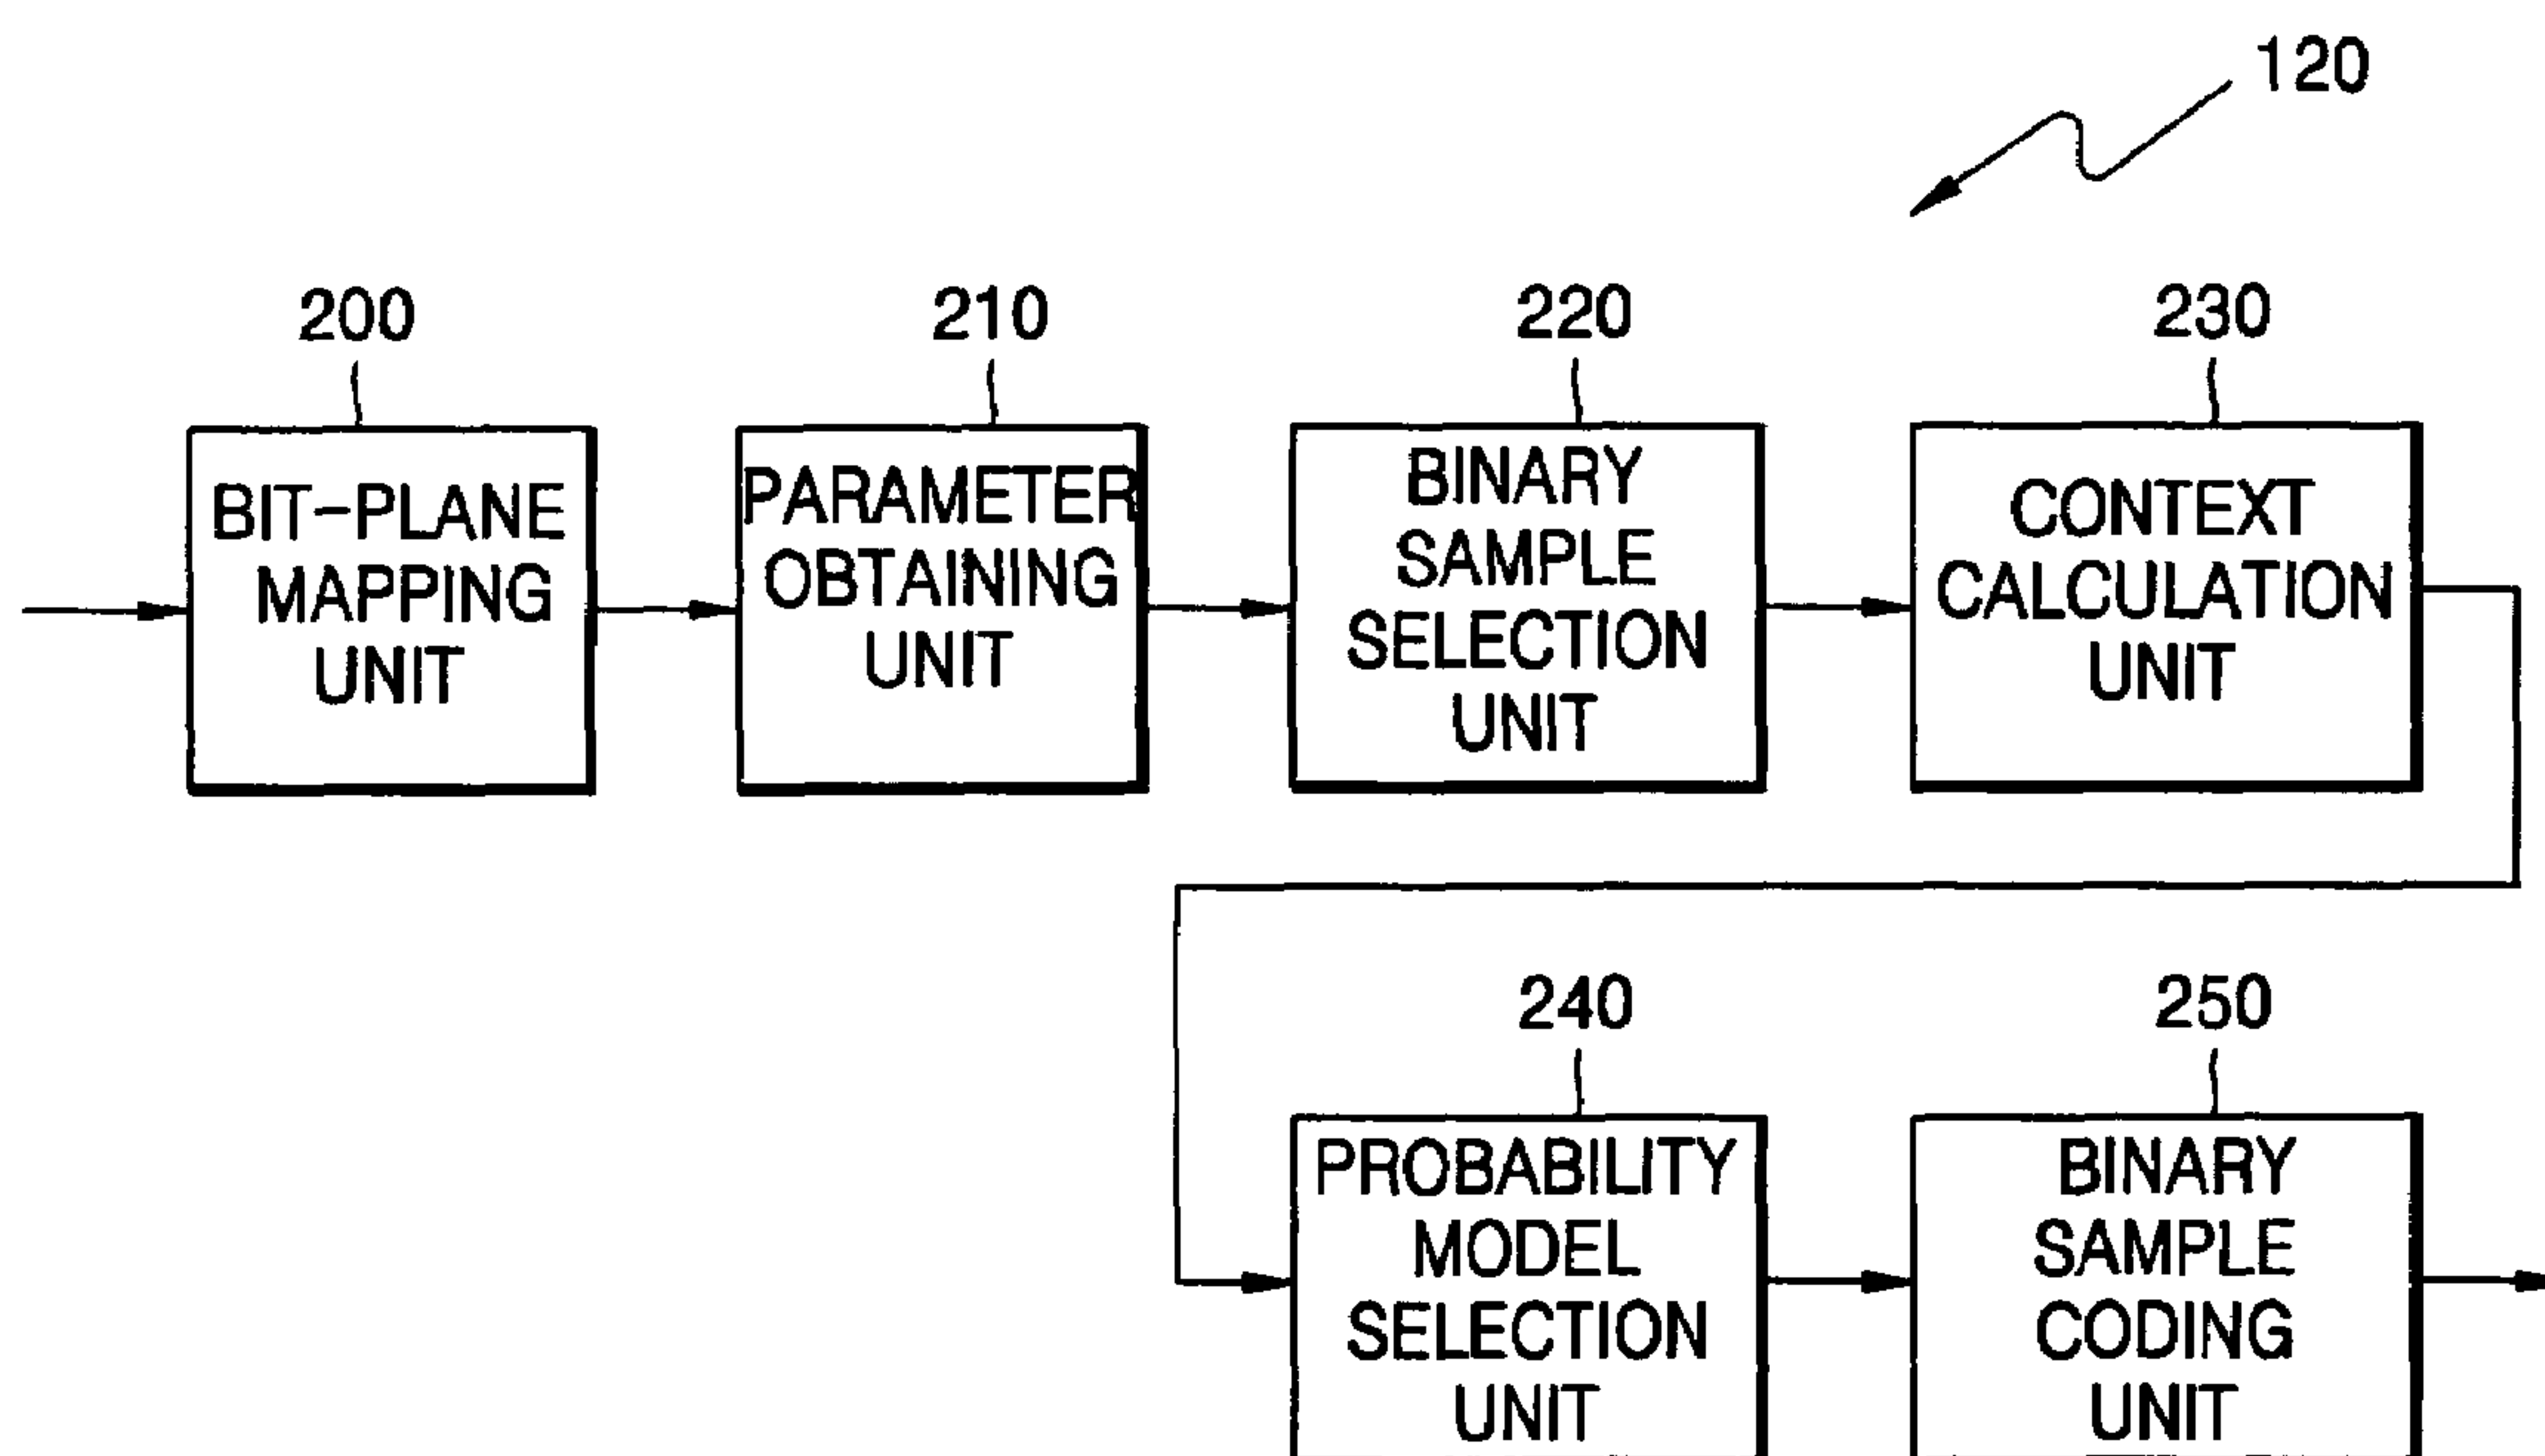 120
200
210
220
230
BIT-PLANE
MAPPING
UNIT
PARAMETER
OBTAINING
UNIT
BINARY
SAMPLE
SELECTION
UNIT
CONTEXT
CALCULATION
UNIT
240
250
PROBABILITY
MODEL
SELECTION
UNIT
BINARY
SAMPLE
CODING
UNIT